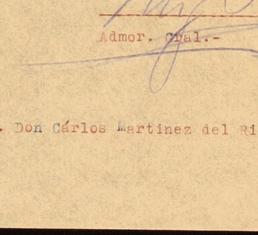 Admor. Gral.-
. Don Cárlos Martinez del Ri